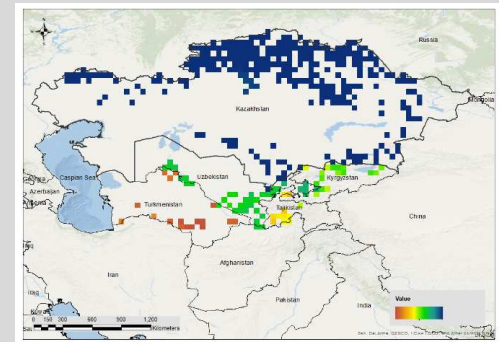 Russia
Mongolia
Kazakhstan
Caspian Sea
Uzbekistan
Kyrgyzstan
Azerbaijan
Turkmenistan
Tajikistan
China
Iran
Afghanistan
Iraq
Pakistan
India
Value
0 150 300 600 900 1,200
Kilometers